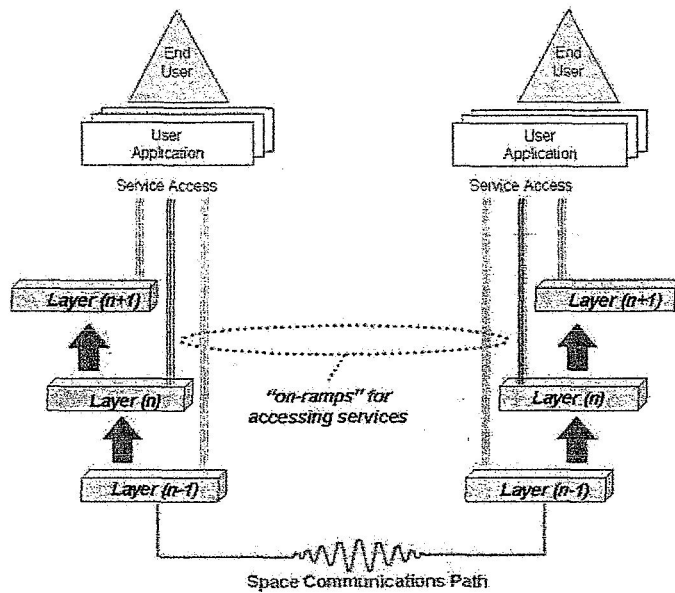 End
User
End
User
User
Application
User
Application
Service Access
Service Access
Layer (n+1)
Layer (n+1)
"on-ramps" for
accessing services
Layer (n)
Layer (n)
Layer (n-1)
Layer (n-1)
Space Communications Path